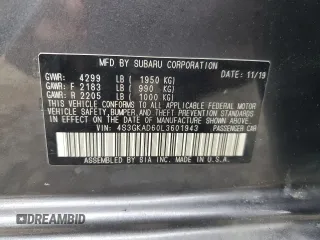 MFD BY SUBARU CORPORATION
DATE: 11/19
GVWR: 4299 LB ( 1950 KG)
GAWR: F 2183 LB ( 990 KG)
GAWR: R 2205 LB ( 1000 KG)
THIS VEHICLE CONFORMS TO ALL APPLICABLE FEDERAL MOTOR
VEHICLE SAFETY, BUMPER, AND THEFT PREVENTION STANDARDS
IN EFFECT ON THE DATE OF MANUFACTURE SHOWN ABOVE.
VIN: 4S3GKAD60L3601943 PASSENGER CAR
ASSEMBLED BY SIA INC. MADE IN U.S.A.
DREAMBID
DREAMBID.COM